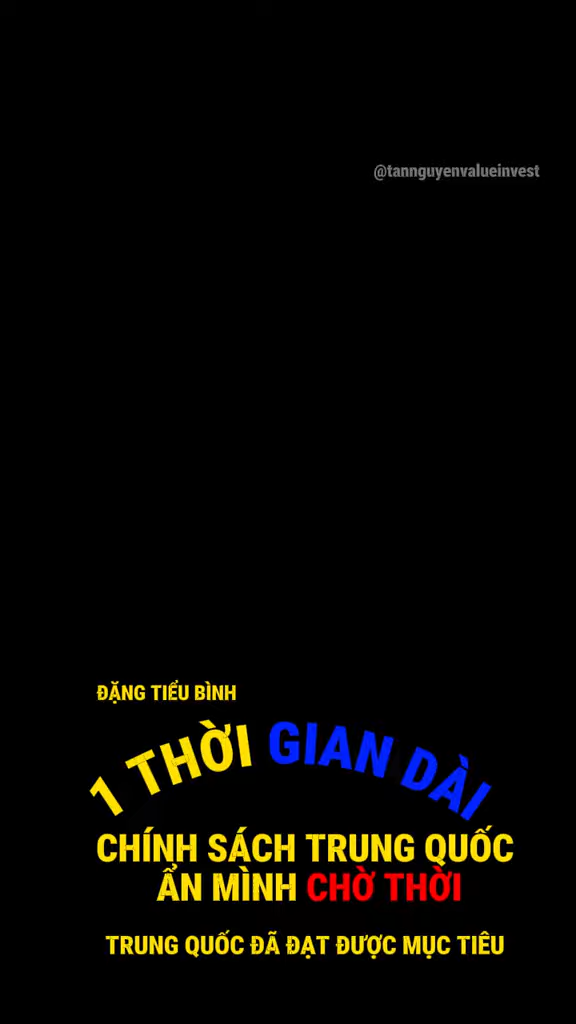 @tannguyenvalueinvest
ĐẶNG TIỂU BÌNH
1 THỜI GIAN DÀI
CHÍNH SÁCH TRUNG QUỐC
ẨN MÌNH CHỜ THỜI
TRUNG QUỐC ĐÃ ĐẠT ĐƯỢC MỤC TIÊU